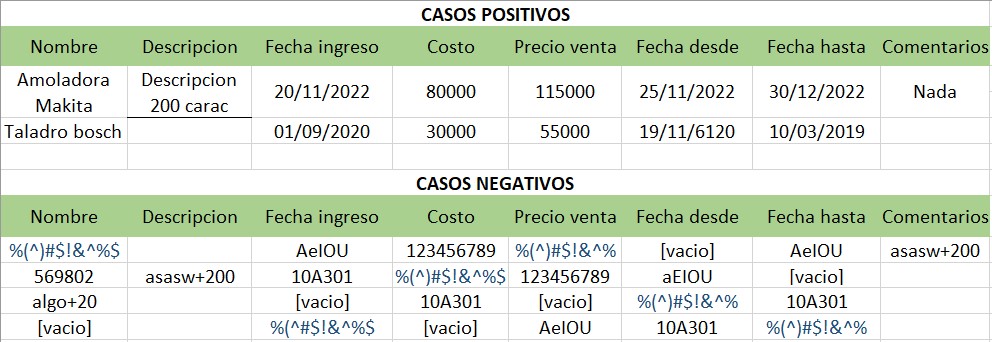 CASOS POSITIVOS
Nombre Descripcion Fecha ingreso Costo Precio venta Fecha desde Fecha hasta Comentarios
Amoladora Makita Descripcion 200 carac 20/11/2022 80000 115000 25/11/2022 30/12/2022 Nada
Taladro bosch 01/09/2020 30000 55000 19/11/6120 10/03/2019
CASOS NEGATIVOS
Nombre Descripcion Fecha ingreso Costo Precio venta Fecha desde Fecha hasta Comentarios
%(^)#$!&^%$ AeIOU 123456789 %(^)#$!&^% [vacio] AeIOU asasw+200
569802 asasw+200 10A301 %(^)#$!&^%$ 123456789 aEIOU [vacio]
algo+20 [vacio] 10A301 [vacio] %(^)#$!&^% 10A301
[vacio] %(^#$!&^%$ [vacio] AeIOU 10A301 %(^)#$!&^%